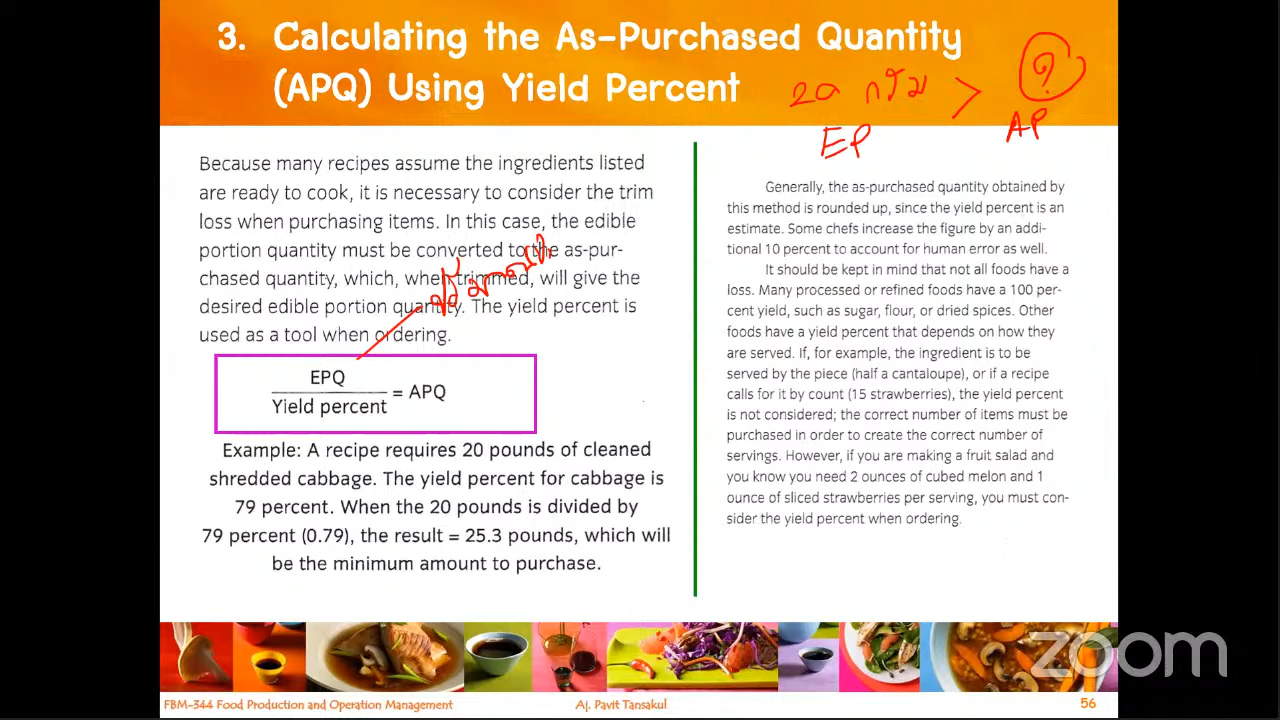 3. Calculating the As-Purchased Quantity
(APQ) Using Yield Percent
20 กรัม > ?
EP AP
Because many recipes assume the ingredients listed
are ready to cook, it is necessary to consider the trim
loss when purchasing items. In this case, the edible
portion quantity must be converted to the as-pur-
chased quantity, which, when trimmed, will give the
desired edible portion quantity. The yield percent is
used as a tool when ordering.
EPQ
Yield percent = APQ
Example: A recipe requires 20 pounds of cleaned
shredded cabbage. The yield percent for cabbage is
79 percent. When the 20 pounds is divided by
79 percent (0.79), the result = 25.3 pounds, which will
be the minimum amount to purchase.
Generally, the as-purchased quantity obtained by
this method is rounded up, since the yield percent is an
estimate. Some chefs increase the figure by an addi-
tional 10 percent to account for human error as well.
It should be kept in mind that not all foods have a
loss. Many processed or refined foods have a 100 per-
cent yield, such as sugar, flour, or dried spices. Other
foods have a yield percent that depends on how they
are served. If, for example, the ingredient is to be
served by the piece (half a cantaloupe), or if a recipe
calls for it by count (15 strawberries), the yield percent
is not considered; the correct number of items must be
purchased in order to create the correct number of
servings. However, if you are making a fruit salad and
you know you need 2 ounces of cubed melon and 1
ounce of sliced strawberries per serving, you must con-
sider the yield percent when ordering.
zoom
FBM-344 Food Production and Operation Management
Aj. Pavit Tansakul
56